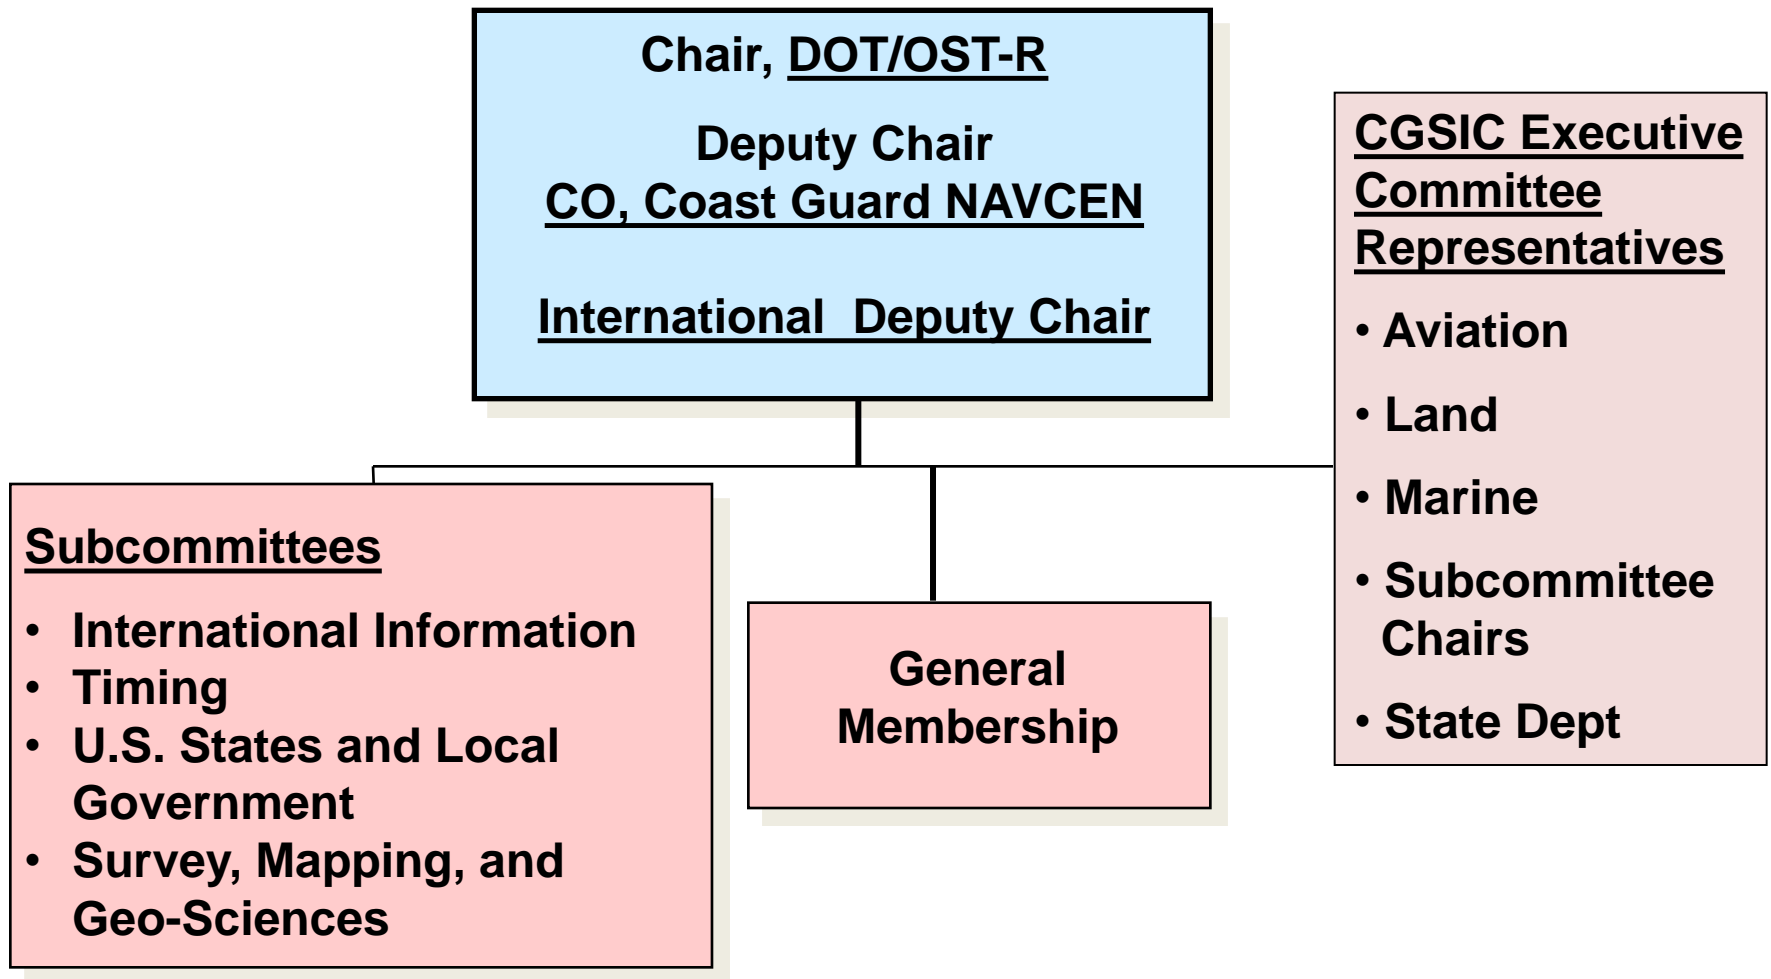 Chair, DOT/OST-R
Deputy Chair
CO, Coast Guard NAVCEN
International  Deputy Chair
CGSIC Executive
Committee
Representatives
• Aviation
• Land
• Marine
• Subcommittee
Chairs
• State Dept
Subcommittees
• International Information
• Timing
• U.S. States and Local
Government
• Survey, Mapping, and
Geo-Sciences
General
Membership